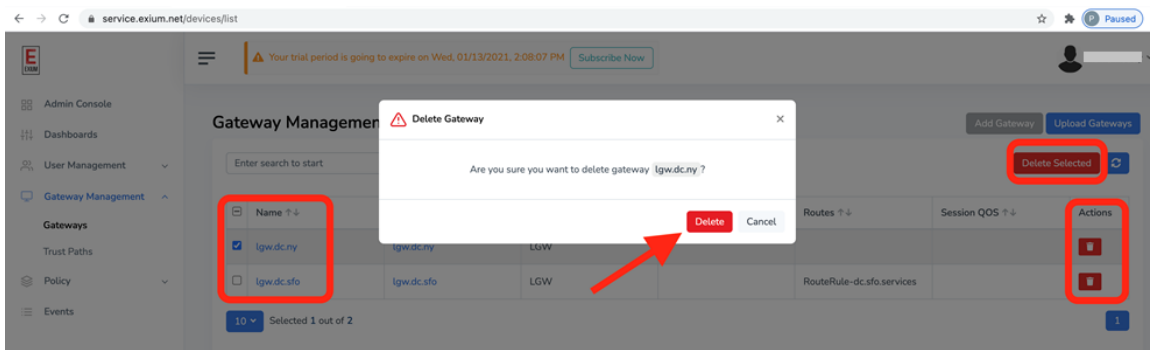 service.exium.net/devices/list
P Paused
E
EXIUM
Your trial period is going to expire on Wed, 01/13/2021, 2:08:07 PM Subscribe Now
Admin Console
Dashboards
User Management
Gateway Management
Gateways
Trust Paths
Policy
Events
Gateway Managemen
Add Gateway Upload Gateways
Enter search to start
Delete Selected
Delete Gateway
Are you sure you want to delete gateway lgw.dc.ny ?
Delete Cancel
Name Routes Session QOS Actions
lgw.dc.ny lgw.dc.ny LGW
lgw.dc.sfo lgw.dc.sfo LGW RouteRule-dc.sfo.services
10 Selected 1 out of 2 1